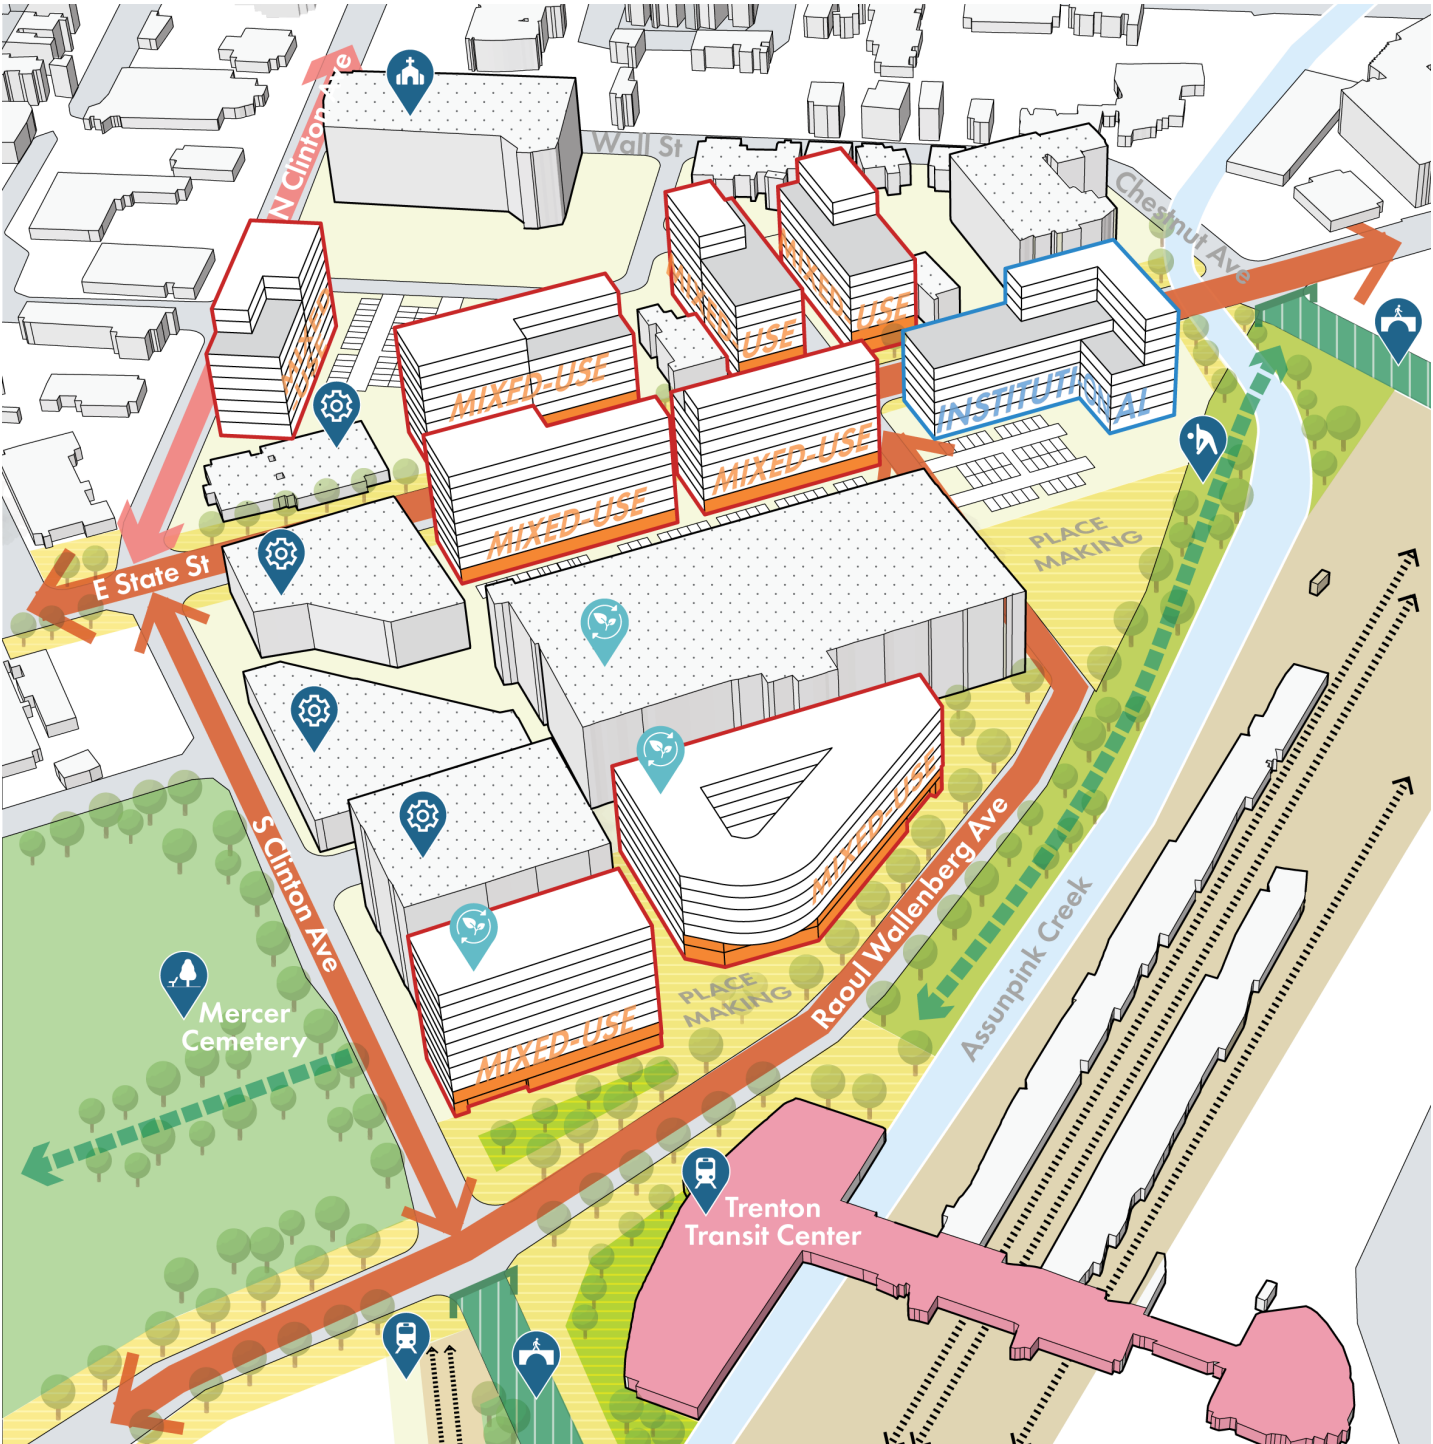 N Clinton Ave
Wall St
Chestnut Ave
MIXED-USE
MIXED-USE
MIXED
USE
MIXED-USE
INSTITUTIONAL
MIXED-USE
MIXED-USE
PLACE
MAKING
E State St
MIXED-USE
S Clinton Ave
Raoul Wallenberg Ave
Assunpink Creek
PLACE
MAKING
Mercer
Cemetery
MIXED-USE
Trenton
Transit Center